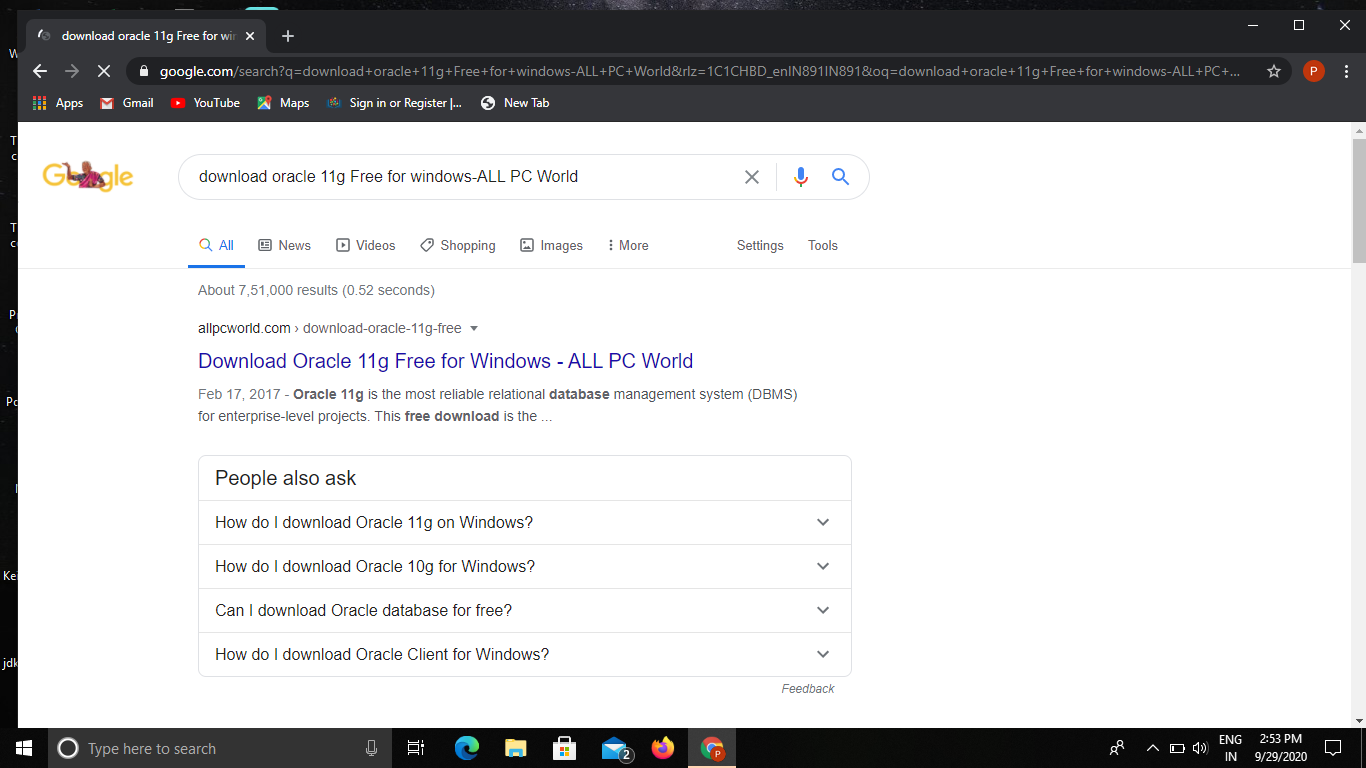 download oracle 11g Free for wir
google.com/search?q=download+oracle+11g+Free+for+windows-ALL+PC+World&rlz=1C1CHBD_enIN891IN891&oq=download+oracle+11g+Free+for+windows-ALL+PC+...
P
Apps Gmail YouTube Maps Sign in or Register |... New Tab
Google
download oracle 11g Free for windows-ALL PC World
All News Videos Shopping Images More Settings Tools
About 7,51,000 results (0.52 seconds)
allpcworld.com › download-oracle-11g-free
Download Oracle 11g Free for Windows - ALL PC World
Feb 17, 2017 - Oracle 11g is the most reliable relational database management system (DBMS)
for enterprise-level projects. This free download is the ...
People also ask
How do I download Oracle 11g on Windows?
How do I download Oracle 10g for Windows?
Can I download Oracle database for free?
How do I download Oracle Client for Windows?
Feedback
jdk
Type here to search
2
P
ENG
IN
2:53 PM
9/29/2020